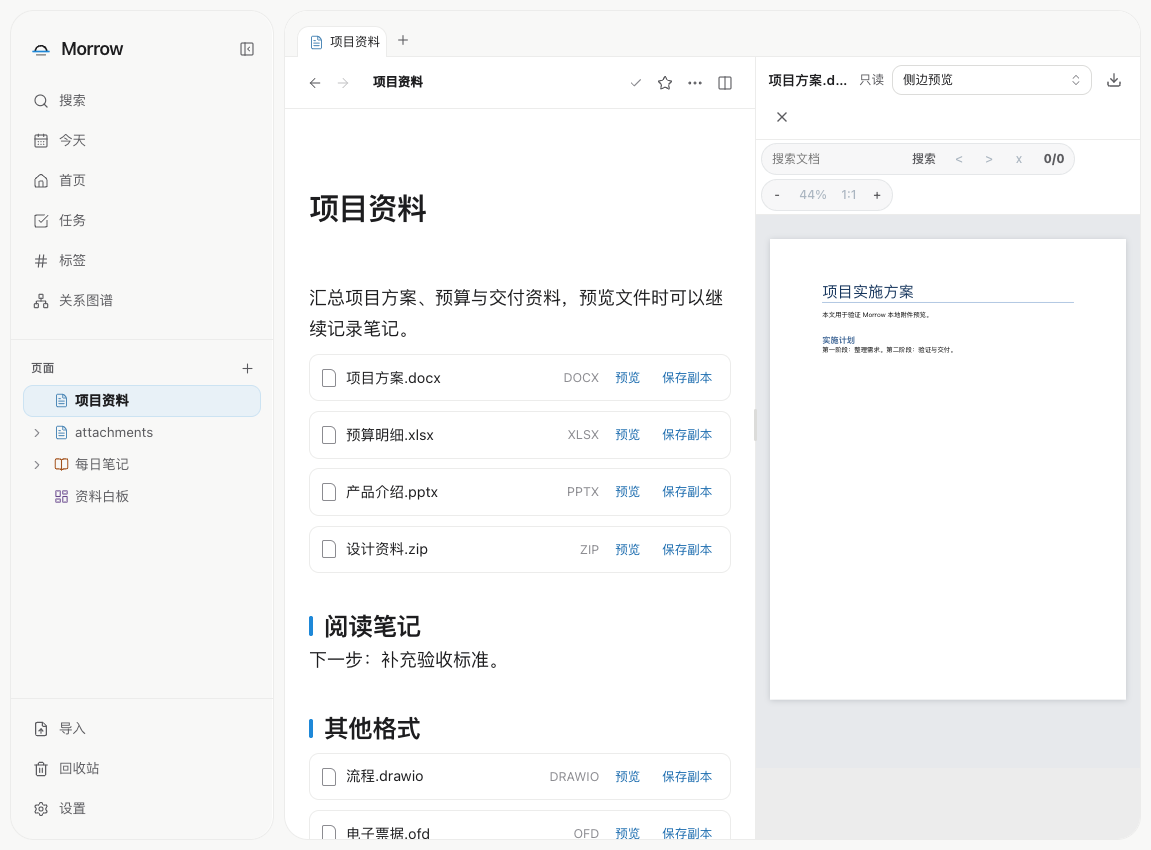 Morrow
搜索
今天
首页
任务
标签
关系图谱
页面
项目资料
attachments
每日笔记
资料白板
导入
回收站
设置
项目资料
项目资料
项目资料
汇总项目方案、预算与交付资料，预览文件时可以继
续记录笔记。
项目方案.docx DOCX 预览 保存副本
预算明细.xlsx XLSX 预览 保存副本
产品介绍.pptx PPTX 预览 保存副本
设计资料.zip ZIP 预览 保存副本
阅读笔记
下一步：补充验收标准。
其他格式
流程.drawio DRAWIO 预览 保存副本
电子票据.ofd OFD 预览 保存副本
项目方案.d... 只读 侧边预览
搜索文档 搜索 < > x 0/0
- 44% 1:1 +
项目实施方案
本文用于验证 Morrow 本地附件预览。
实施计划
第一阶段：整理需求。第二阶段：验证与交付。